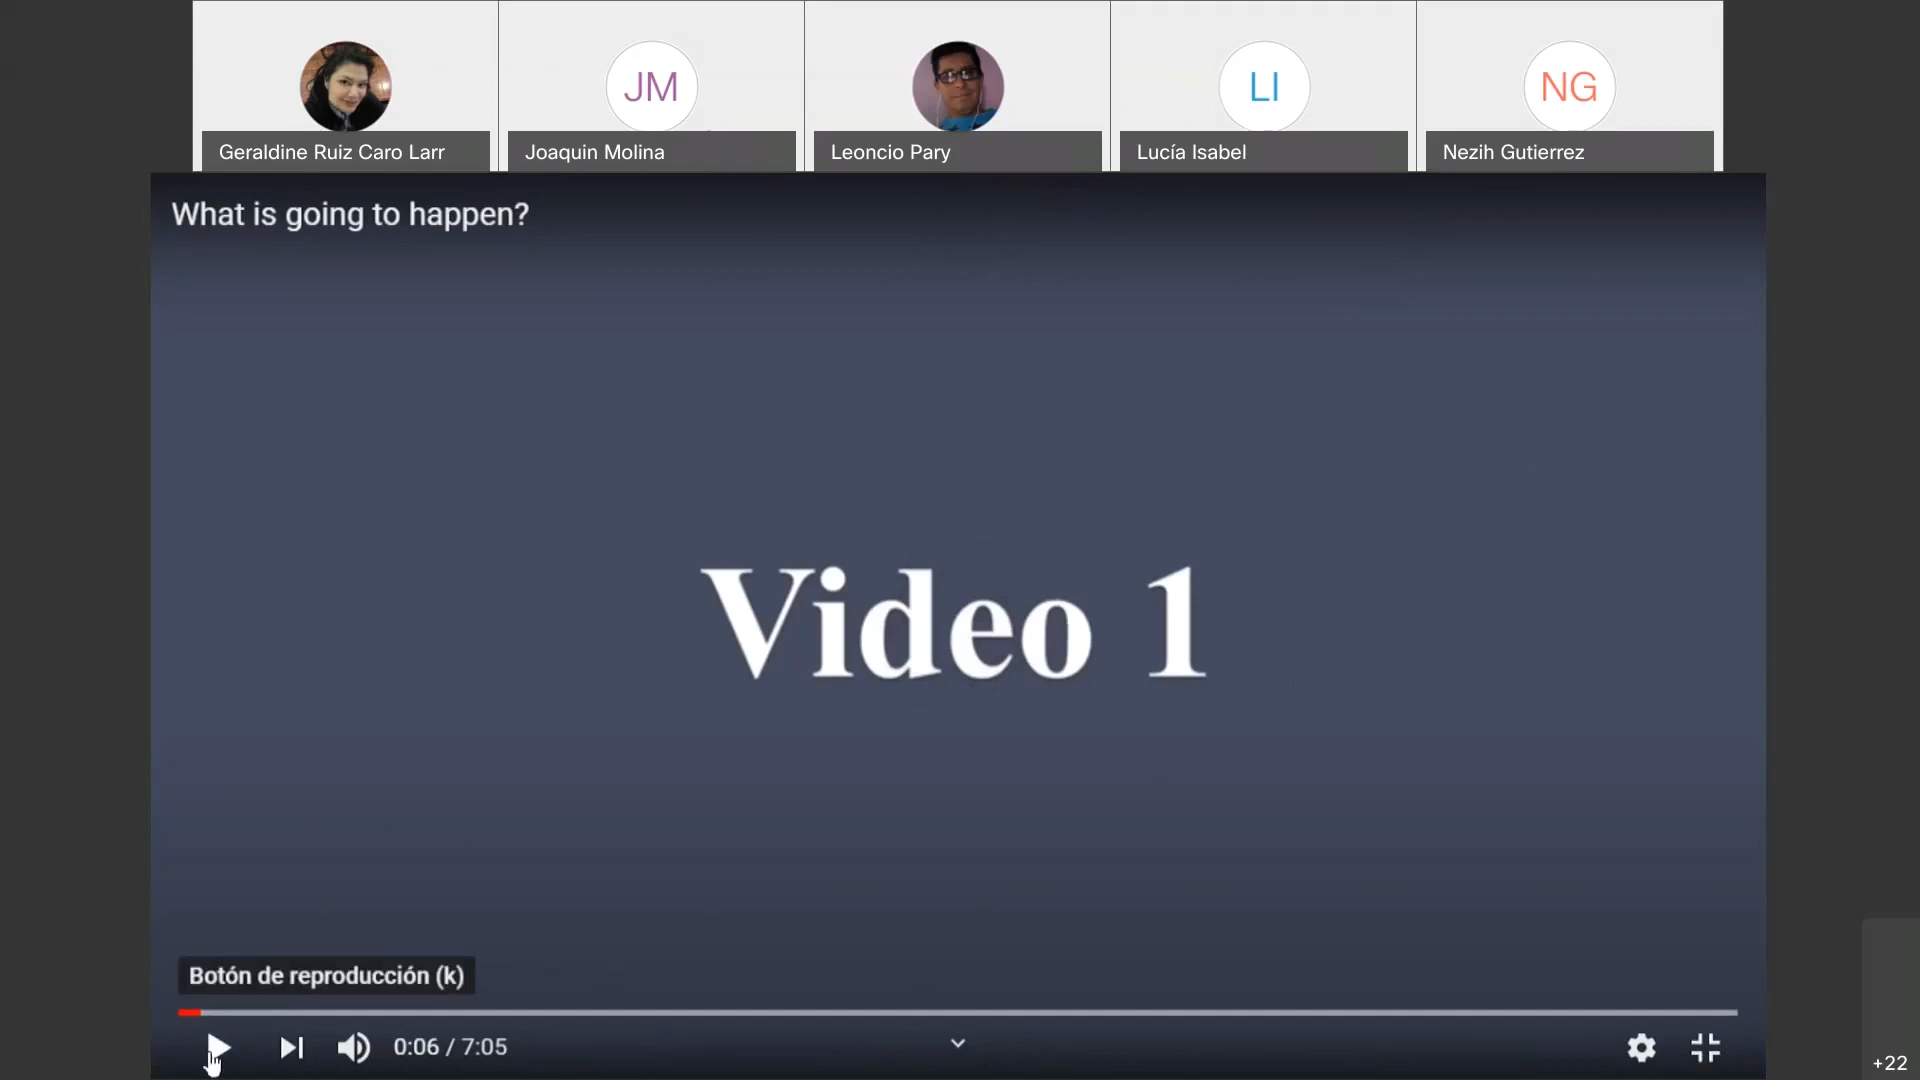 JM
LI
NG
Geraldine Ruiz Caro Larr
Joaquin Molina
Leoncio Pary
Lucía Isabel
Nezih Gutierrez
What is going to happen?
Video 1
Botón de reproducción (k)
0:06 / 7:05
+22